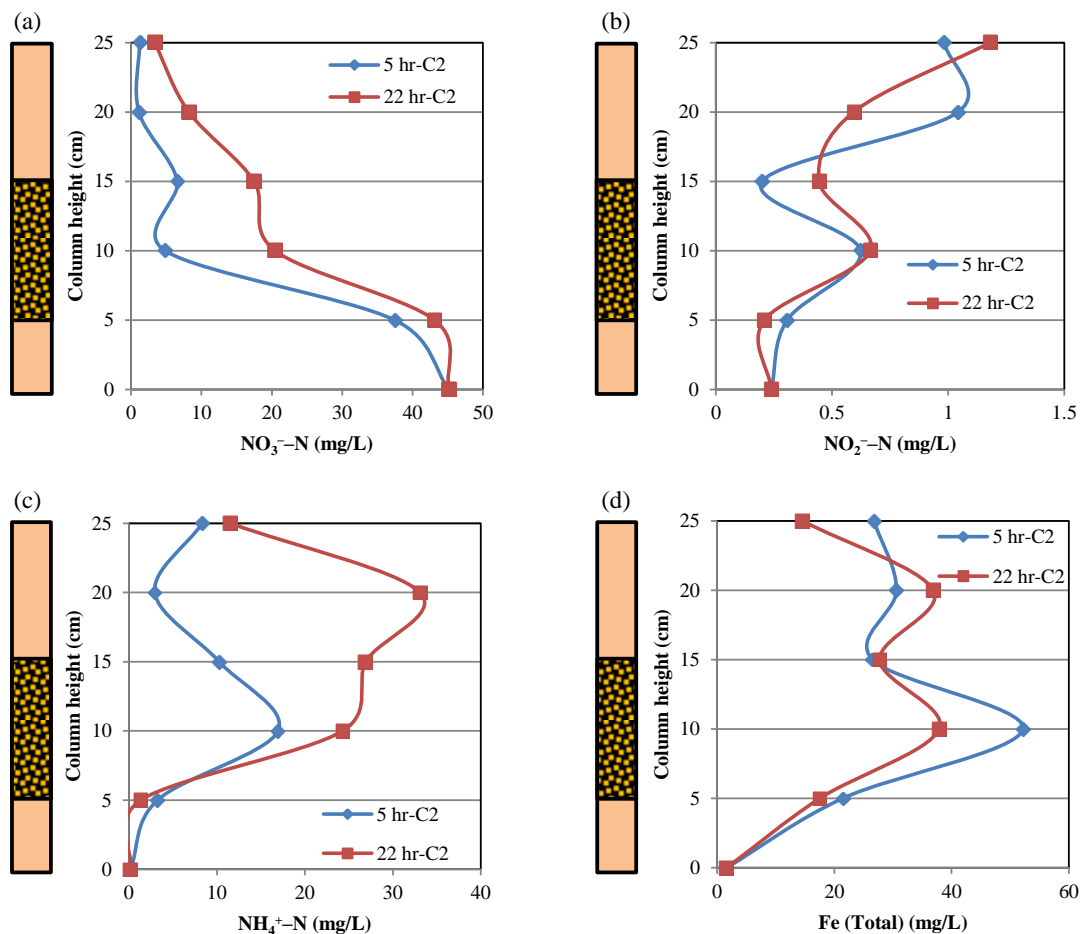 (a)
25
20
15
10
5
0
Column height (cm)
5 hr-C2
22 hr-C2
0 10 20 30 40 50
NO₃⁻–N (mg/L)
(b)
25
20
15
10
5
0
Column height (cm)
5 hr-C2
22 hr-C2
0 0.5 1 1.5
NO₂⁻–N (mg/L)
(c)
25
20
15
10
5
0
Column height (cm)
5 hr-C2
22 hr-C2
0 10 20 30 40
NH₄⁺–N (mg/L)
(d)
25
20
15
10
5
0
Column height (cm)
5 hr-C2
22 hr-C2
0 20 40 60
Fe (Total) (mg/L)